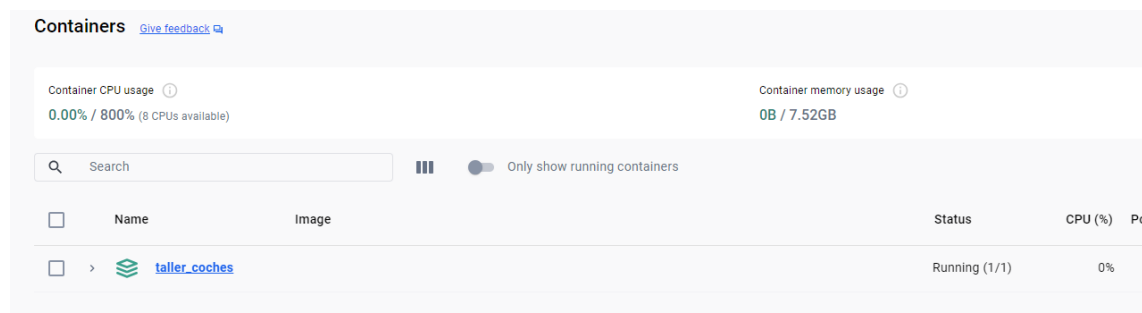 Containers Give feedback
Container CPU usage
Container memory usage
0.00% / 800% (8 CPUs available)
0B / 7.52GB
Search
Only show running containers
Name Image Status CPU (%) Po
taller_coches Running (1/1) 0%